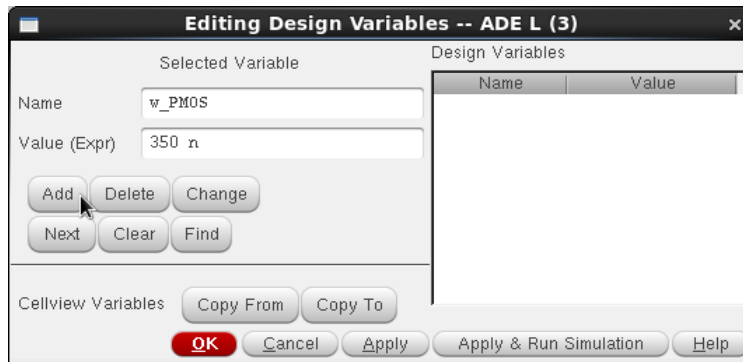 Editing Design Variables -- ADE L (3)
Selected Variable
Name
w_PMOS
Value (Expr)
350 n
Add Delete Change
Next Clear Find
Cellview Variables
Copy From Copy To
Design Variables
Name Value
OK Cancel Apply Apply & Run Simulation Help